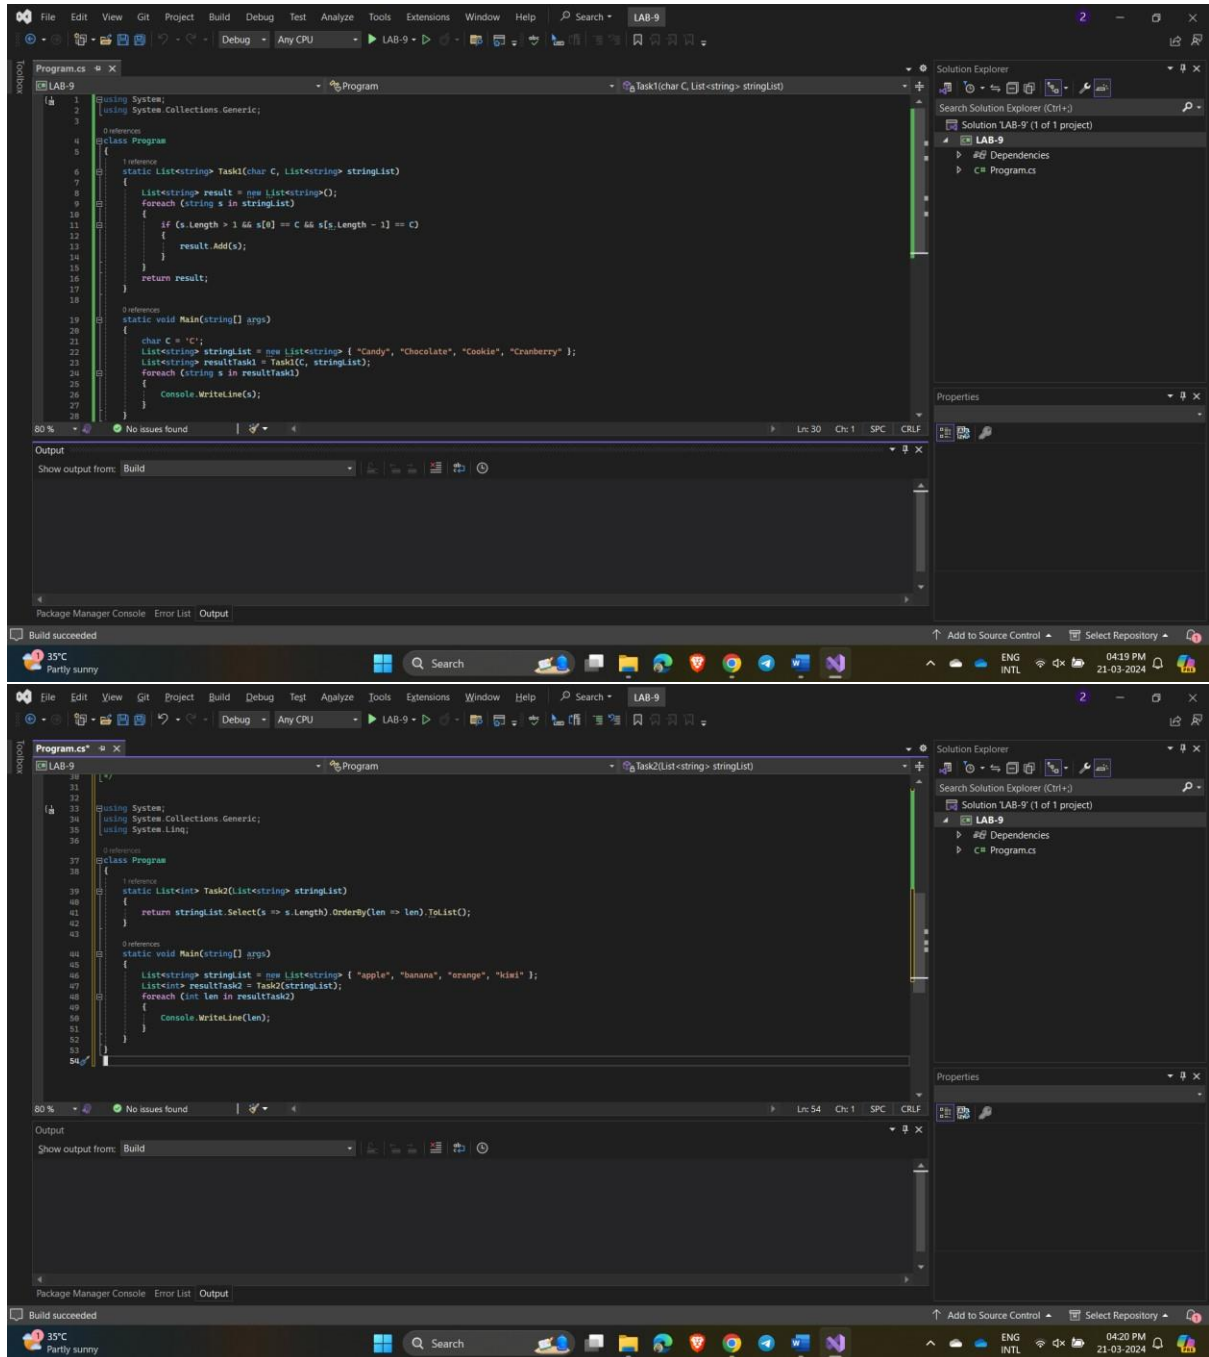 File Edit View Git Project Build Debug Test Analyze Tools Extensions Window Help Search LAB-9 2
Debug Any CPU LAB-9
Toolbox
Program.cs
LAB-9 Program Task1(char C, List<string> stringList)
1 using System;
2 using System.Collections.Generic;
3
0 references
4 class Program
5 {
1 reference
6 static List<string> Task1(char C, List<string> stringList)
7 {
8 List<string> result = new List<string>();
9 foreach (string s in stringList)
10 {
11 if (s.Length > 1 && s[0] == C && s[s.Length - 1] == C)
12 {
13 result.Add(s);
14 }
15 }
16 return result;
17 }
18
0 references
19 static void Main(string[] args)
20 {
21 char C = 'C';
22 List<string> stringList = new List<string> { "Candy", "Chocolate", "Cookie", "Cranberry" };
23 List<string> resultTask1 = Task1(C, stringList);
24 foreach (string s in resultTask1)
25 {
26 Console.WriteLine(s);
27 }
28 }
80 % No issues found Ln: 30 Ch: 1 SPC CRLF
Output
Show output from: Build
Package Manager Console Error List Output
Solution Explorer
Search Solution Explorer (Ctrl+;)
Solution 'LAB-9' (1 of 1 project)
LAB-9
Dependencies
C# Program.cs
Properties
Build succeeded Add to Source Control Select Repository 1
1 35°C
Partly sunny
Search
ENG
INTL
04:19 PM
21-03-2024
File Edit View Git Project Build Debug Test Analyze Tools Extensions Window Help Search LAB-9 2
Debug Any CPU LAB-9
Toolbox
Program.cs*
LAB-9 Program Task2(List<string> stringList)
30 */
31
32
33 using System;
34 using System.Collections.Generic;
35 using System.Linq;
36
0 references
37 class Program
38 {
1 reference
39 static List<int> Task2(List<string> stringList)
40 {
41 return stringList.Select(s => s.Length).OrderBy(len => len).ToList();
42 }
43
0 references
44 static void Main(string[] args)
45 {
46 List<string> stringList = new List<string> { "apple", "banana", "orange", "kiwi" };
47 List<int> resultTask2 = Task2(stringList);
48 foreach (int len in resultTask2)
49 {
50 Console.WriteLine(len);
51 }
52 }
53 }
54
80 % No issues found Ln: 54 Ch: 1 SPC CRLF
Output
Show output from: Build
Package Manager Console Error List Output
Solution Explorer
Search Solution Explorer (Ctrl+;)
Solution 'LAB-9' (1 of 1 project)
LAB-9
Dependencies
C# Program.cs
Properties
Build succeeded Add to Source Control Select Repository 1
1 35°C
Partly sunny
Search
ENG
INTL
04:20 PM
21-03-2024